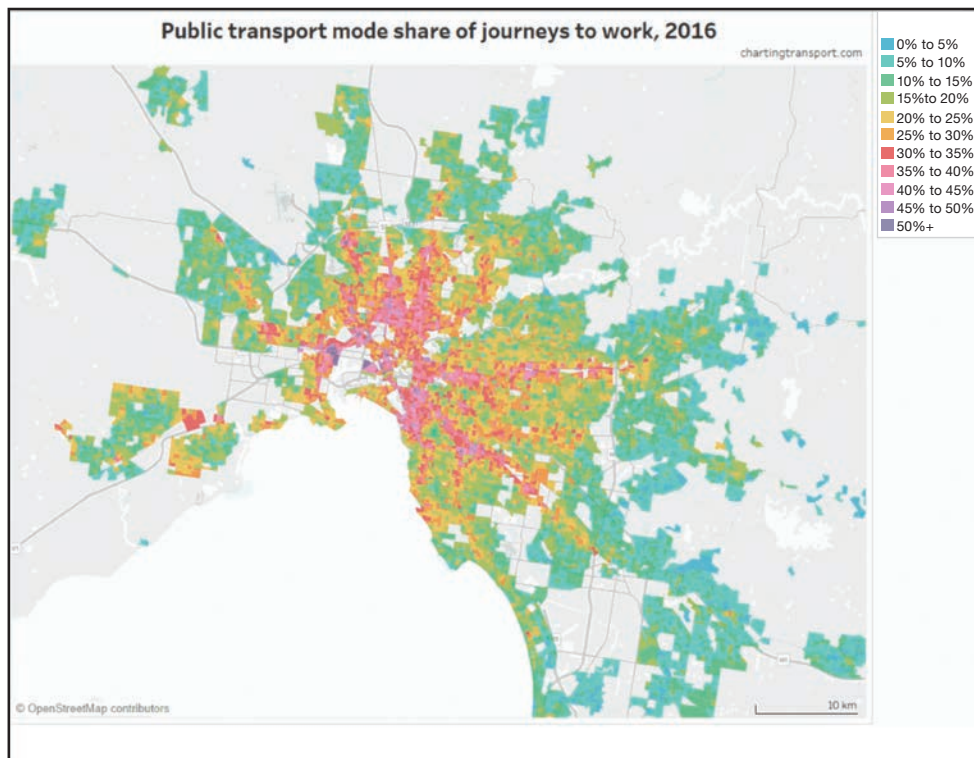 Public transport mode share of journeys to work, 2016
chartingtransport.com
0% to 5%
5% to 10%
10% to 15%
15%to 20%
20% to 25%
25% to 30%
30% to 35%
35% to 40%
40% to 45%
45% to 50%
50%+
© OpenStreetMap contributors
10 km